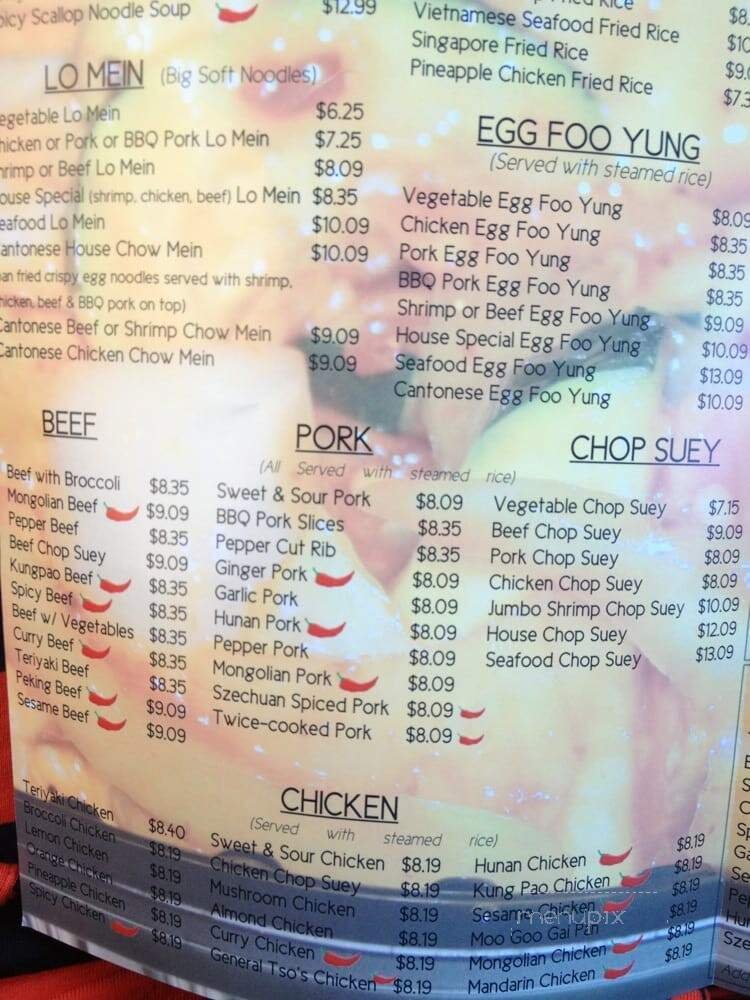 Spicy Scallop Noodle Soup $12.99
LO MEIN (Big Soft Noodles)
egetable Lo Mein $6.25
hicken or Pork or BBQ Pork Lo Mein $7.25
hrimp or Beef Lo Mein $8.09
ouse Special (shrimp, chicken, beef) Lo Mein $8.35
eafood Lo Mein $10.09
antonese House Chow Mein $10.09
an fried crispy egg noodles served with shrimp,
hicken, beef & BBQ pork on top)
Cantonese Beef or Shrimp Chow Mein $9.09
Cantonese Chicken Chow Mein $9.09
Fried Rice
Vietnamese Seafood Fried Rice
Singapore Fried Rice
Pineapple Chicken Fried Rice
EGG FOO YUNG
(Served with steamed rice)
Vegetable Egg Foo Yung $8.09
Chicken Egg Foo Yung $8.35
Pork Egg Foo Yung $8.35
BBQ Pork Egg Foo Yung $8.35
Shrimp or Beef Egg Foo Yung $9.09
House Special Egg Foo Yung $10.09
Seafood Egg Foo Yung $13.09
Cantonese Egg Foo Yung $10.09
BEEF
Beef with Broccoli $8.35
Mongolian Beef $9.09
Pepper Beef $8.35
Beef Chop Suey $9.09
Kungpao Beef $8.35
Spicy Beef $8.35
Beef w/ Vegetables $8.35
Curry Beef $8.35
Teriyaki Beef $8.35
Peking Beef $9.09
Sesame Beef $9.09
PORK
(All Served with steamed rice)
Sweet & Sour Pork $8.09
BBQ Pork Slices $8.35
Pepper Cut Rib $8.35
Ginger Pork $8.09
Garlic Pork $8.09
Hunan Pork $8.09
Pepper Pork $8.09
Mongolian Pork $8.09
Szechuan Spiced Pork $8.09
Twice-cooked Pork $8.09
CHOP SUEY
Vegetable Chop Suey $7.15
Beef Chop Suey $9.09
Pork Chop Suey $8.09
Chicken Chop Suey $8.09
Jumbo Shrimp Chop Suey $10.09
House Chop Suey $12.09
Seafood Chop Suey $13.09
CHICKEN
(Served with steamed rice)
Teriyaki Chicken $8.40
Broccoli Chicken $8.19
Lemon Chicken $8.19
Orange Chicken $8.19
Pineapple Chicken $8.19
Spicy Chicken $8.19
Sweet & Sour Chicken $8.19
Chicken Chop Suey $8.19
Mushroom Chicken $8.19
Almond Chicken $8.19
Curry Chicken $8.19
General Tso's Chicken $8.19
Hunan Chicken $8.19
Kung Pao Chicken $8.19
Sesame Chicken $8.19
Moo Goo Gai Pan $8.19
Mongolian Chicken $8.19
Mandarin Chicken
menupix